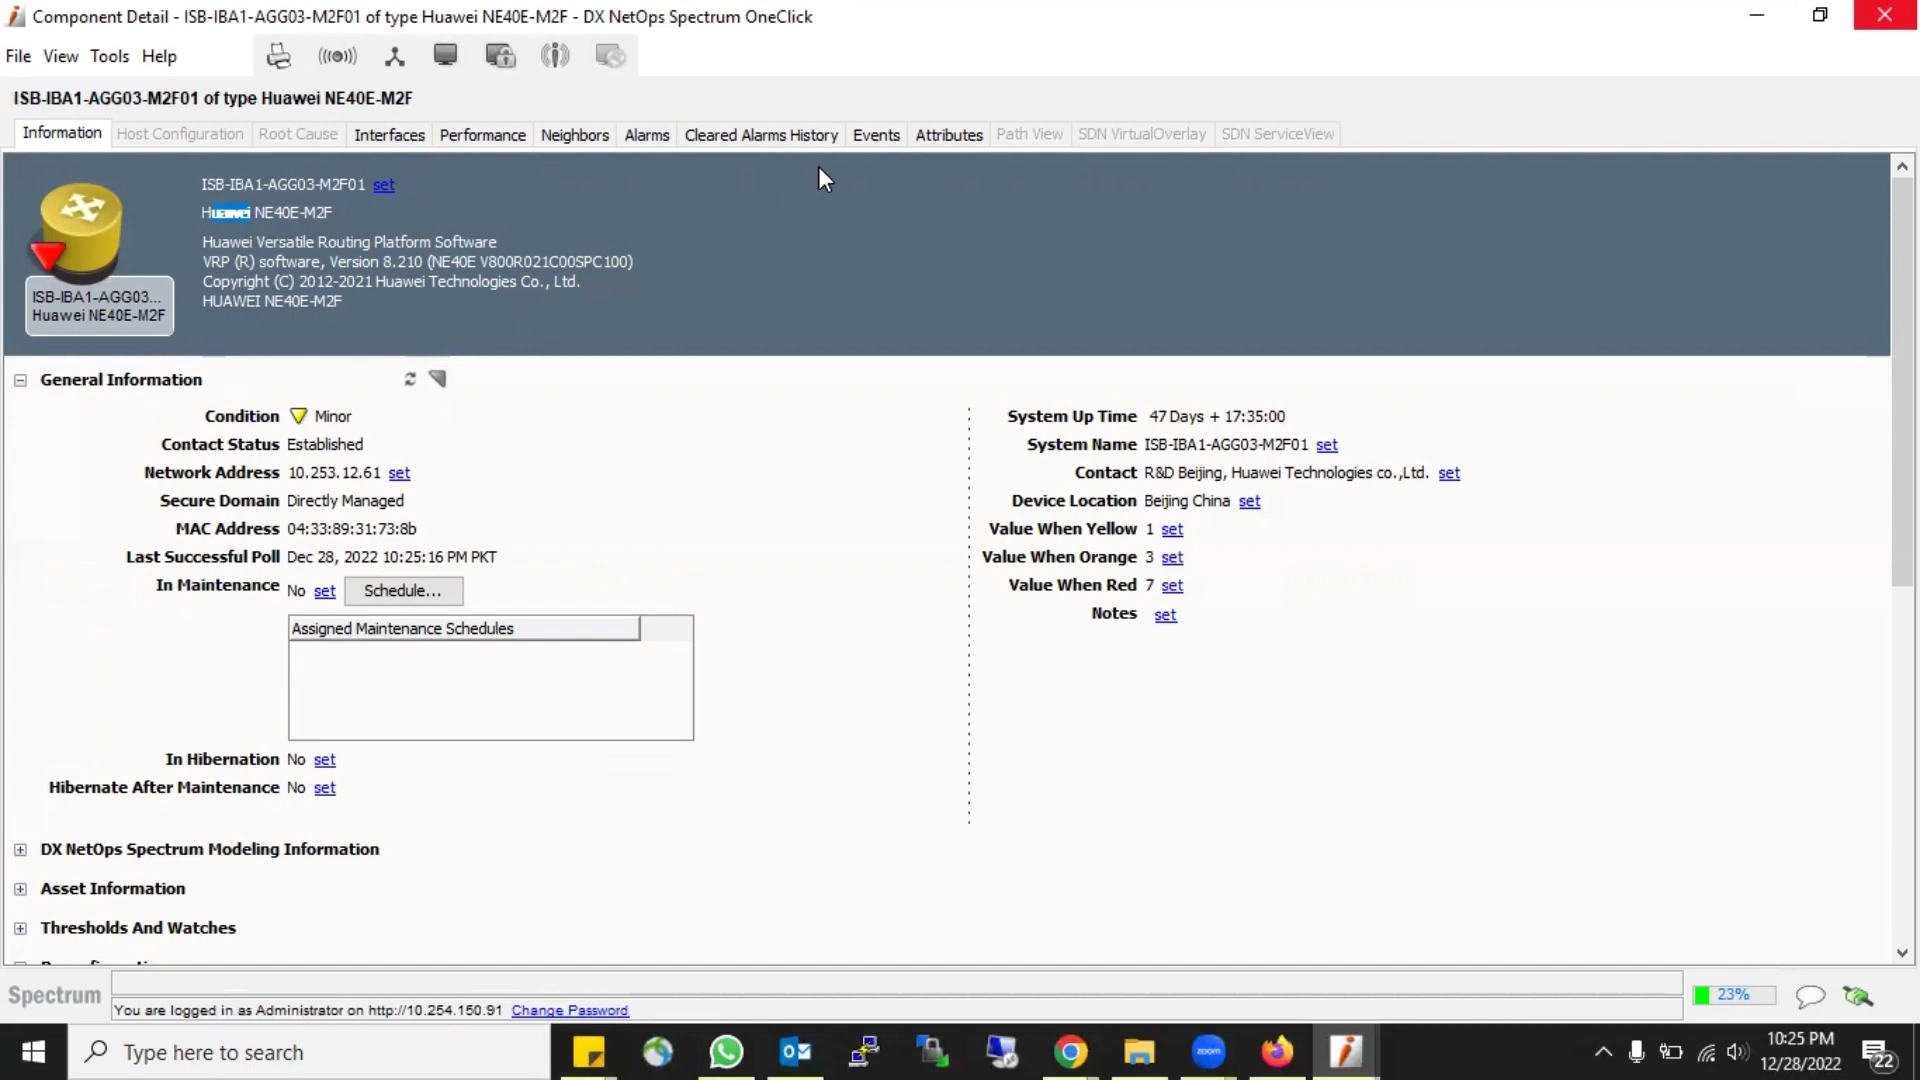 Component Detail - ISB-IBA1-AGG03-M2F01 of type Huawei NE40E-M2F - DX NetOps Spectrum OneClick
File View Tools Help
ISB-IBA1-AGG03-M2F01 of type Huawei NE40E-M2F
Information Host Configuration Root Cause Interfaces Performance Neighbors Alarms Cleared Alarms History Events Attributes Path View SDN VirtualOverlay SDN ServiceView
ISB-IBA1-AGG03-M2F01 set
Huawei NE40E-M2F
Huawei Versatile Routing Platform Software
VRP (R) software, Version 8.210 (NE40E V800R021C00SPC100)
Copyright (C) 2012-2021 Huawei Technologies Co., Ltd.
HUAWEI NE40E-M2F
ISB-IBA1-AGG03...
Huawei NE40E-M2F
General Information
Condition Minor
Contact Status Established
Network Address 10.253.12.61 set
Secure Domain Directly Managed
MAC Address 04:33:89:31:73:8b
Last Successful Poll Dec 28, 2022 10:25:16 PM PKT
In Maintenance No set Schedule...
Assigned Maintenance Schedules
In Hibernation No set
Hibernate After Maintenance No set
System Up Time 47 Days + 17:35:00
System Name ISB-IBA1-AGG03-M2F01 set
Contact R&D Beijing, Huawei Technologies co.,Ltd. set
Device Location Beijing China set
Value When Yellow 1 set
Value When Orange 3 set
Value When Red 7 set
Notes set
DX NetOps Spectrum Modeling Information
Asset Information
Thresholds And Watches
Spectrum
You are logged in as Administrator on http://10.254.150.91 Change Password
23%
Type here to search
zoom
10:25 PM
12/28/2022
22